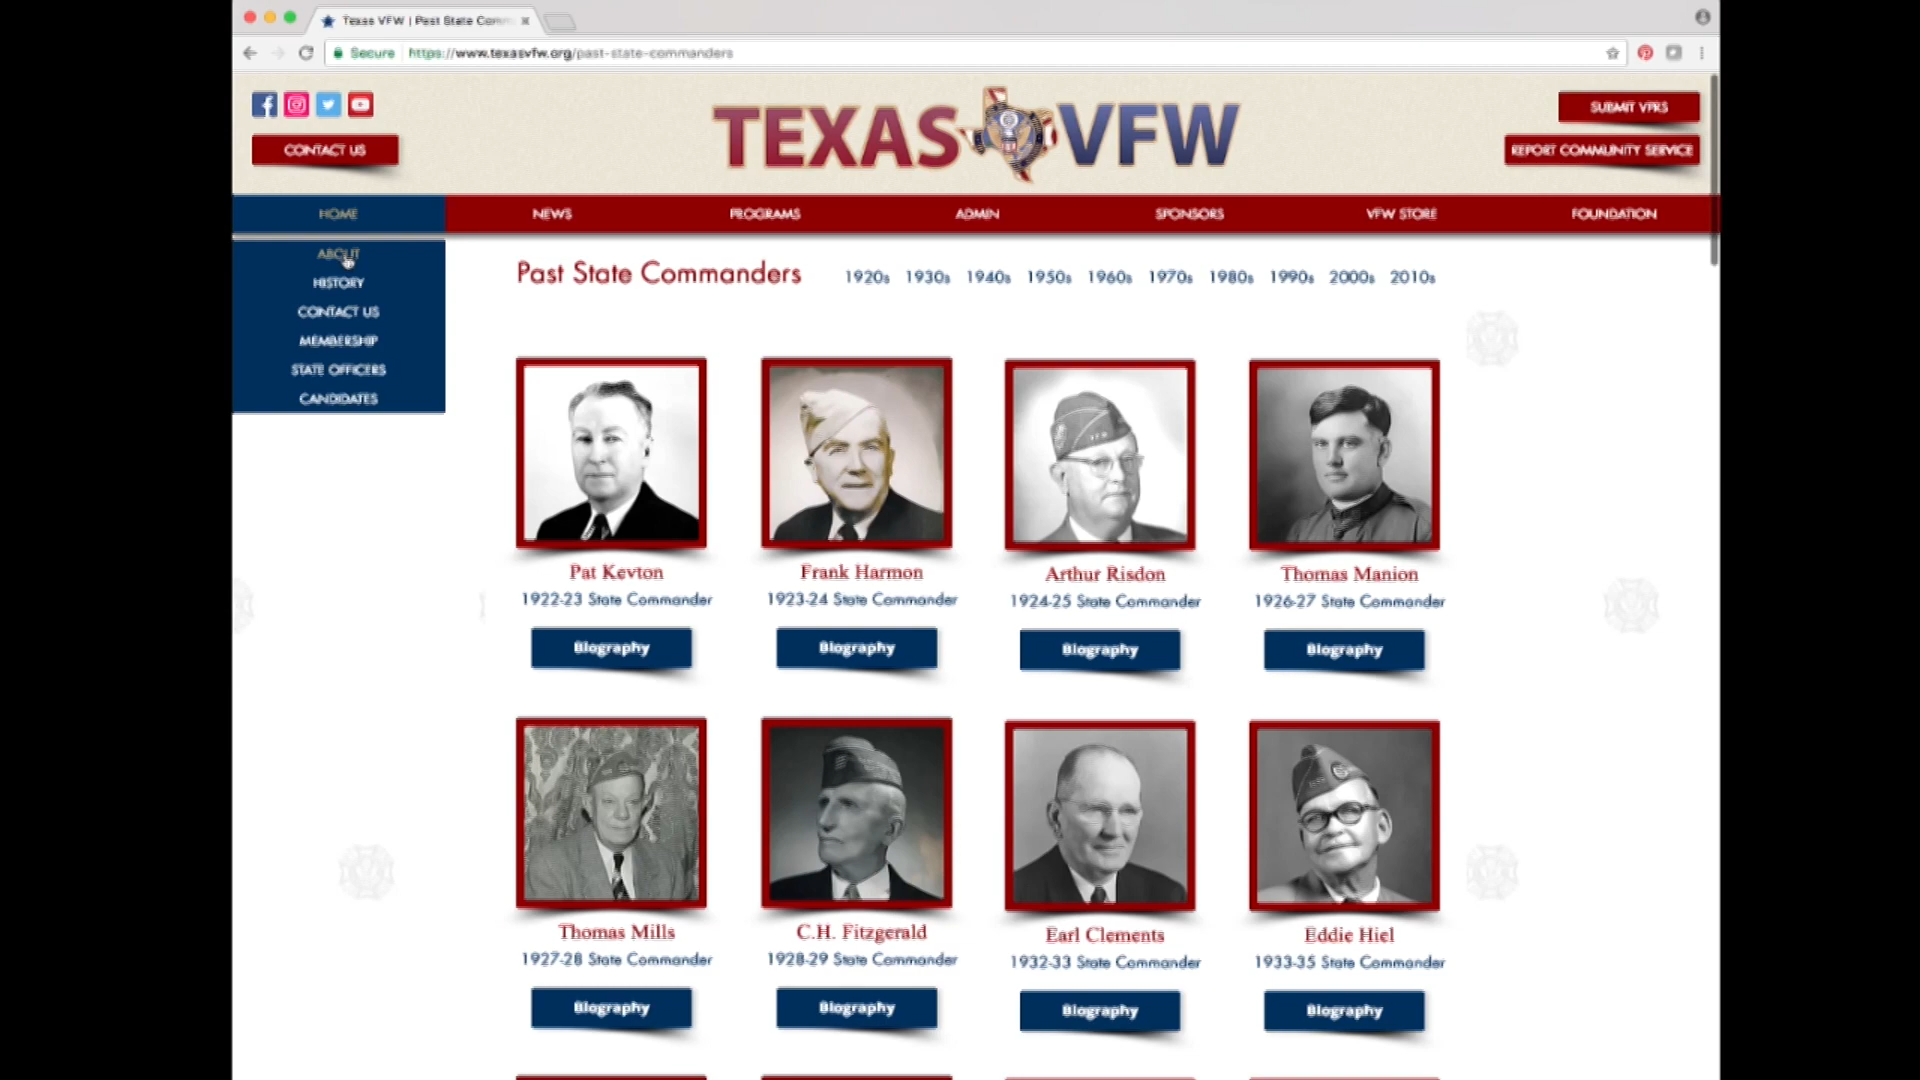 Texas VFW | Past State Comm
Secure https://www.texasvfw.org/past-state-commanders
CONTACT US
TEXAS VFW
SUBMIT VPRS
REPORT COMMUNITY SERVICE
HOME NEWS PROGRAMS ADMIN SPONSORS VFW STORE FOUNDATION
ABOUT
HISTORY
CONTACT US
MEMBERSHIP
STATE OFFICERS
CANDIDATES
Past State Commanders 1920s 1930s 1940s 1950s 1960s 1970s 1980s 1990s 2000s 2010s
Pat Kevton Frank Harmon Arthur Risdon Thomas Manion
1922-23 State Commander 1923-24 State Commander 1924-25 State Commander 1926-27 State Commander
Biography Biography Biography Biography
Thomas Mills C.H. Fitzgerald Earl Clements Eddie Hiel
1927-28 State Commander 1928-29 State Commander 1932-33 State Commander 1933-35 State Commander
Biography Biography Biography Biography